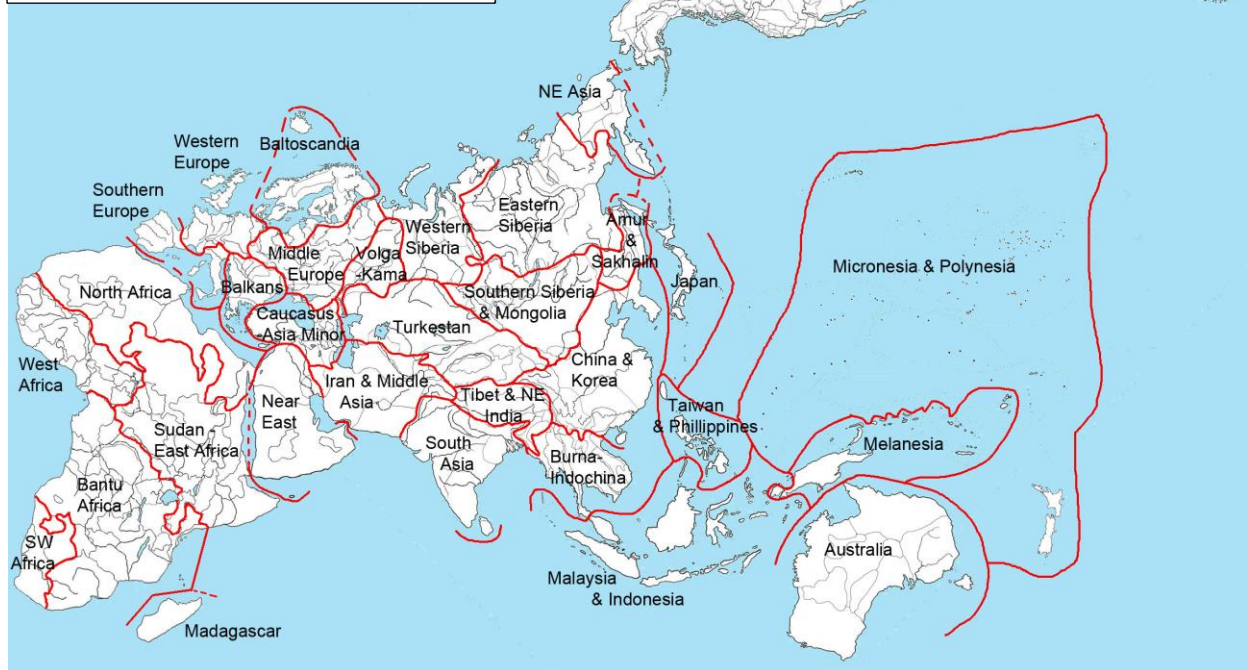 NE Asia
Western
Europe
Baltoscandia
Southern
Europe
Eastern
Siberia
Western
Siberia
Amur
&
Sakhalin
Middle
Europe
Volga
-Kama
Balkans
North Africa
Southern Siberia
& Mongolia
Japan
Micronesia & Polynesia
Caucasus
-Asia Minor
Turkestan
West
Africa
China &
Korea
Iran & Middle
Asia
Tibet & NE
India
Near
East
Taiwan
& Phillippines
Sudan -
East Africa
South
Asia
Burna-
Indochina
Melanesia
Bantu
Africa
SW
Africa
Australia
Malaysia
& Indonesia
Madagascar